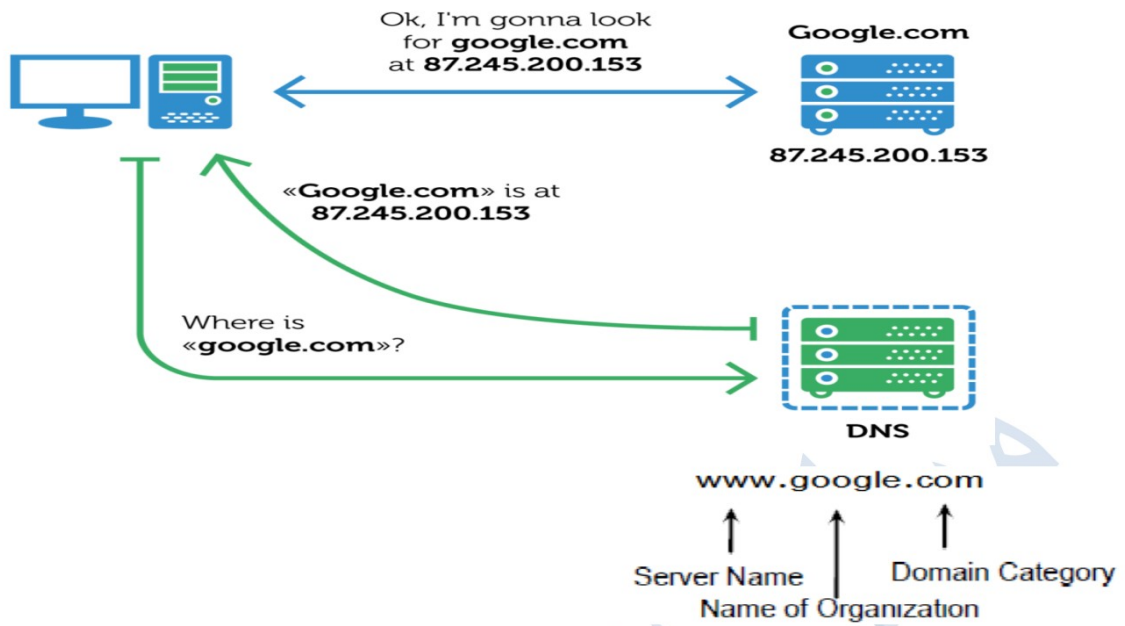 Ok, I'm gonna look
for google.com
at 87.245.200.153
Google.com
87.245.200.153
«Google.com» is at
87.245.200.153
Where is
«google.com»?
DNS
www.google.com
Server Name
Domain Category
Name of Organization